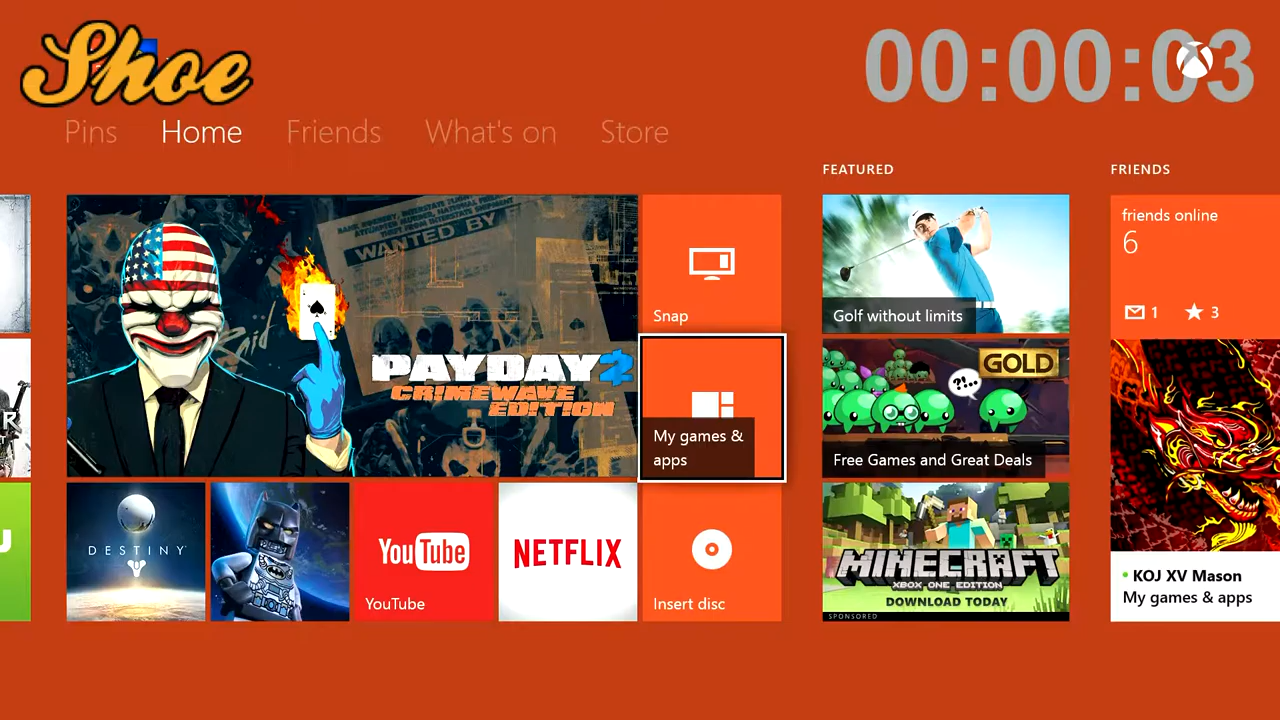 Shoe
00:00:03
Pins Home Friends What's on Store
FEATURED
FRIENDS
WANTED BY
PAYDAY 2
CRIMEWAVE
EDITION
Snap
My games &
apps
Golf without limits
?!...
GOLD
Free Games and Great Deals
friends online
6
1
3
DESTINY
YouTube
YouTube
NETFLIX
Insert disc
MINECRAFT
XBOX ONE EDITION
DOWNLOAD TODAY
SPONSORED
KOJ XV Mason
My games & apps
R
U